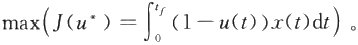 max(J(u*) = ∫₀^{t_f} (1 − u(t))x(t)dt)。